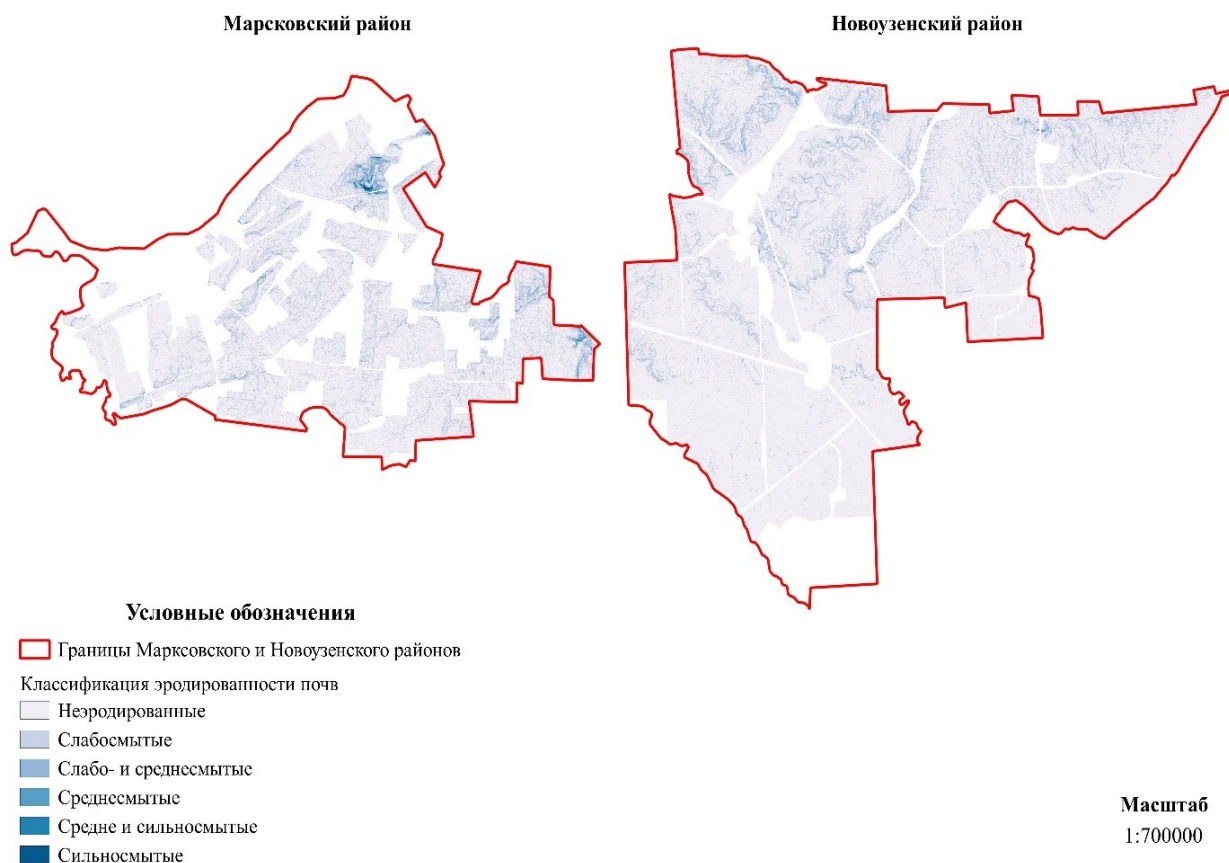 Марсковский район
Новоузенский район
Условные обозначения
Границы Марксовского и Новоузенского районов
Классификация эродированности почв
Неэродированные
Слабосмытые
Слабо- и среднесмытые
Среднесмытые
Средне и сильносмытые
Сильносмытые
Масштаб
1:700000